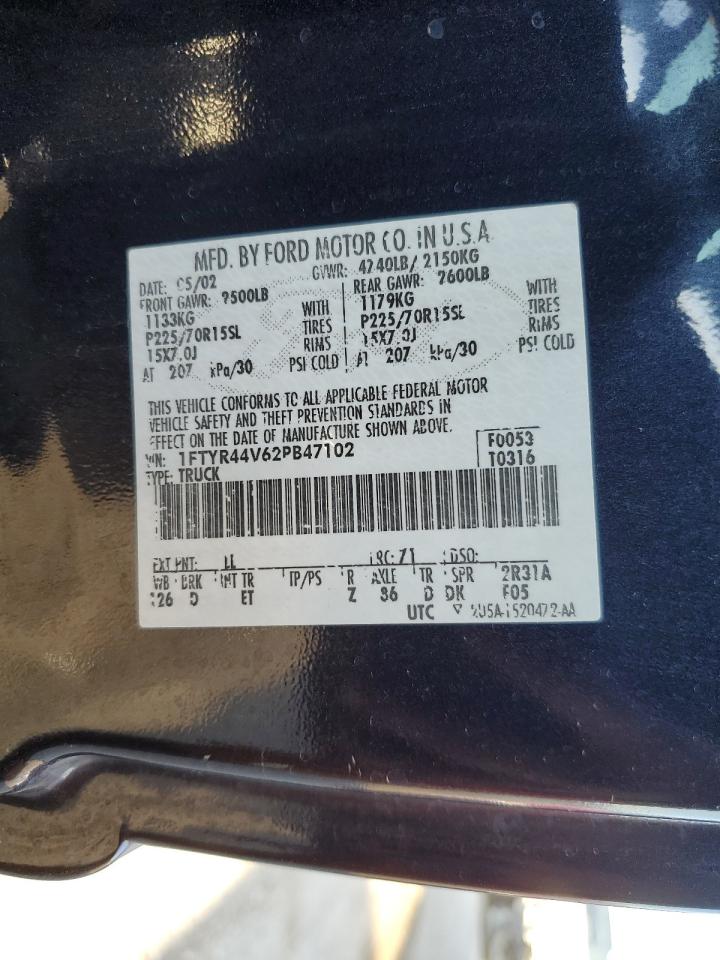 MFD. BY FORD MOTOR CO. IN U.S.A.
DATE: 05/02 GVWR: 4740LB/ 2150KG
FRONT GAWR: 2500LB REAR GAWR: 2600LB
1133KG WITH 1179KG WITH
P225/70R15SL TIRES P225/70R15SL TIRES
15X7.0J RIMS 15X7.0J RIMS
AT 207 kPa/30 PSI COLD AT 207 kPa/30 PSI COLD
THIS VEHICLE CONFORMS TO ALL APPLICABLE FEDERAL MOTOR
VEHICLE SAFETY AND THEFT PREVENTION STANDARDS IN
EFFECT ON THE DATE OF MANUFACTURE SHOWN ABOVE.
VIN: 1FTYR44V62PB47102 F0053
TYPE: TRUCK T0316
EXT PNT: LL RC: 71 DSO:
WB BRK INT TR TP/PS R AXLE TR SPR 2R31A
126 D ET Z 86 D DK F05
UTC